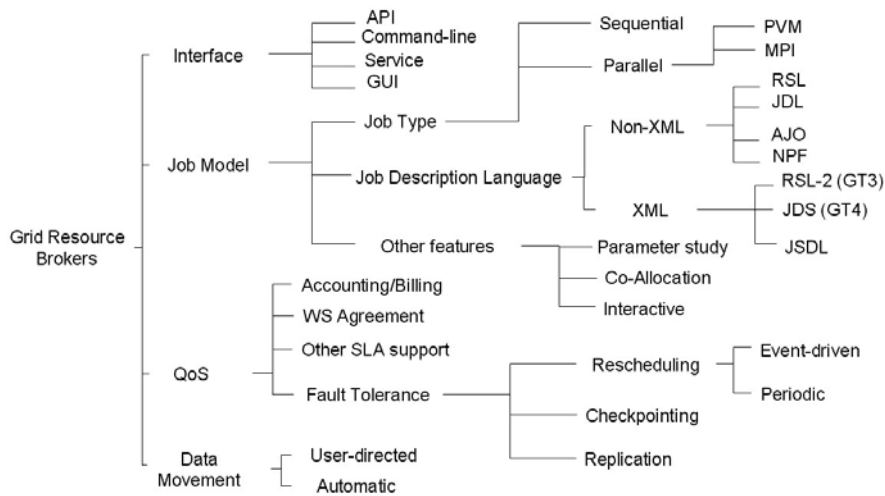 Grid Resource
Brokers
Interface
API
Command-line
Service
GUI
Job Model
Job Type
Sequential
Parallel
PVM
MPI
Job Description Language
Non-XML
RSL
JDL
AJO
NPF
XML
RSL-2 (GT3)
JDS (GT4)
JSDL
Other features
Parameter study
Co-Allocation
Interactive
QoS
Accounting/Billing
WS Agreement
Other SLA support
Fault Tolerance
Rescheduling
Event-driven
Periodic
Checkpointing
Replication
Data
Movement
User-directed
Automatic